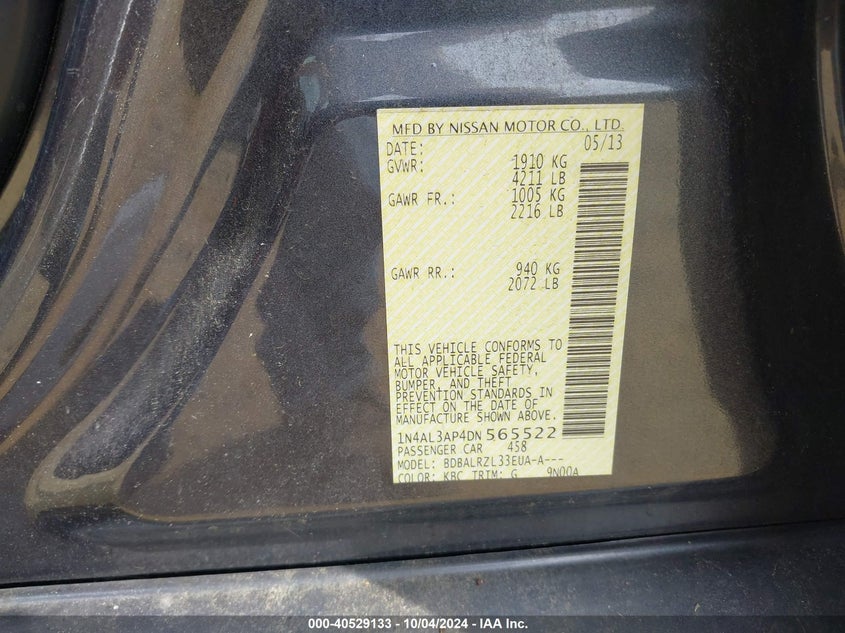 MFD BY NISSAN MOTOR CO., LTD.
DATE: 05/13
GVWR: 1910 KG
4211 LB
GAWR FR.: 1005 KG
2216 LB
GAWR RR.: 940 KG
2072 LB
THIS VEHICLE CONFORMS TO
ALL APPLICABLE FEDERAL
MOTOR VEHICLE SAFETY,
BUMPER, AND THEFT
PREVENTION STANDARDS IN
EFFECT ON THE DATE OF
MANUFACTURE SHOWN ABOVE.
1N4AL3AP4DN565522
PASSENGER CAR 458
MODEL: BDBALRZL33EUA-A---
COLOR: KBC TRIM: G 9N00A
000-40529133 - 10/04/2024 - IAA Inc.